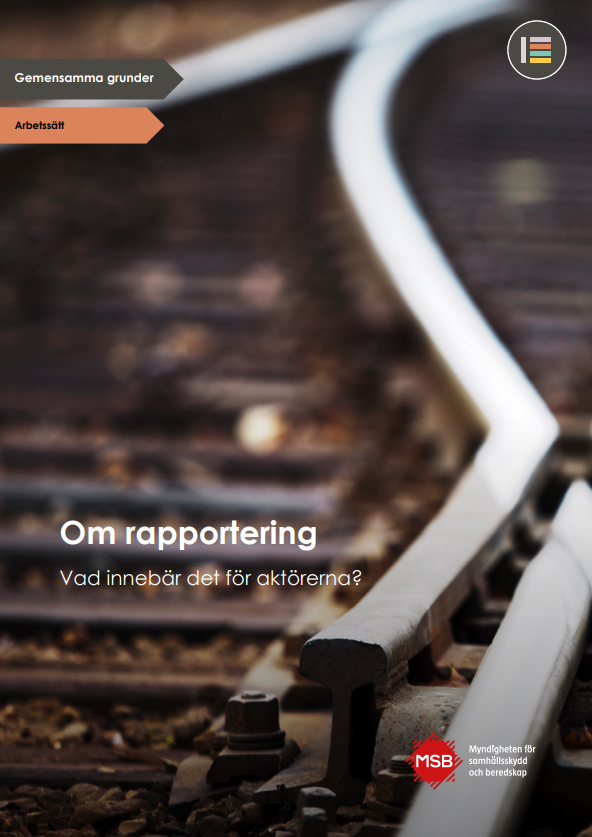 Gemensamma grunder
Arbetssätt
Om rapportering
Vad innebär det för aktörerna?
MSB
Myndigheten för
samhällsskydd
och beredskap